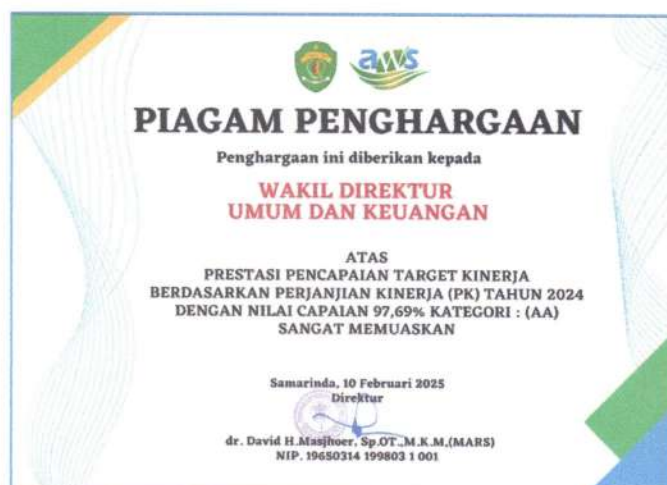 aws
PIAGAM PENGHARGAAN
Penghargaan ini diberikan kepada
WAKIL DIREKTUR
UMUM DAN KEUANGAN
ATAS
PRESTASI PENCAPAIAN TARGET KINERJA
BERDASARKAN PERJANJIAN KINERJA (PK) TAHUN 2024
DENGAN NILAI CAPAIAN 97,69% KATEGORI : (AA)
SANGAT MEMUASKAN
Samarinda, 10 Februari 2025
Direktur
dr. David H.Masjhoer, Sp.OT.,M.K.M,(MARS)
NIP. 19650314 199803 1 001